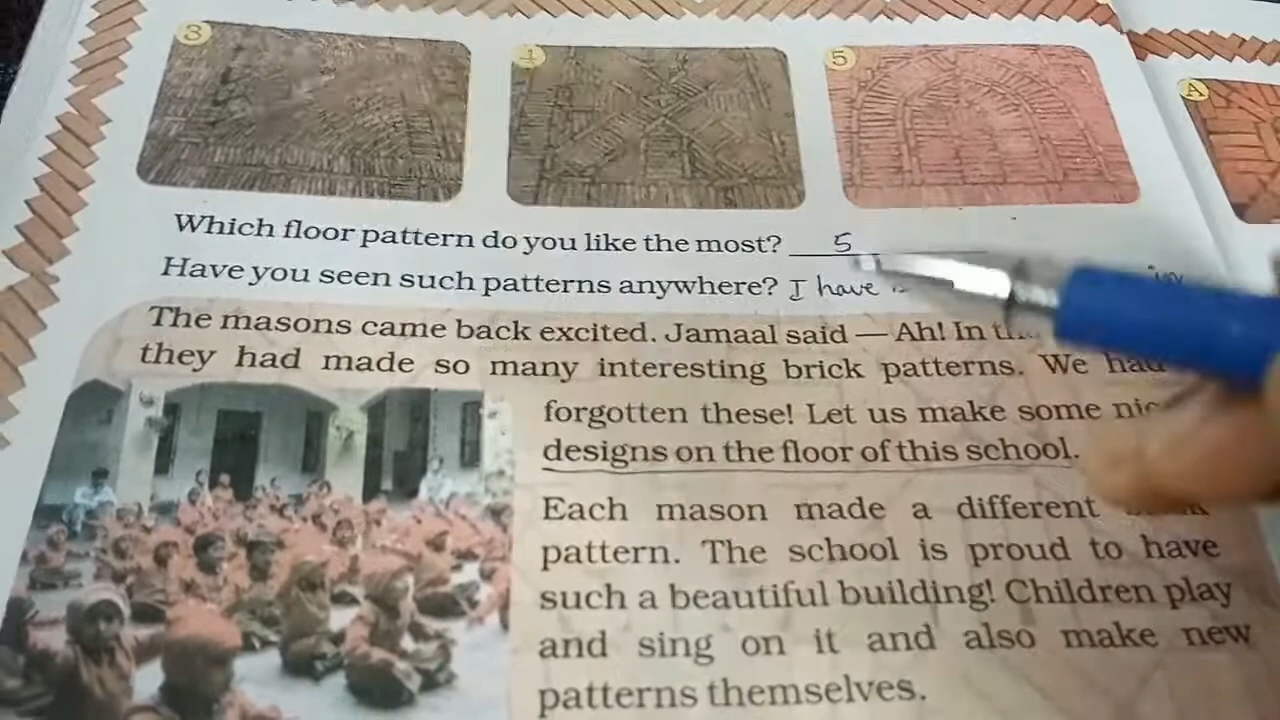 3
4
5
A
Which floor pattern do you like the most? 5
Have you seen such patterns anywhere? I have
The masons came back excited. Jamaal said — Ah! In
they had made so many interesting brick patterns. We had
forgotten these! Let us make some
designs on the floor of this school.
Each mason made a different
pattern. The school is proud to have
such a beautiful building! Children play
and sing on it and also make new
patterns themselves.